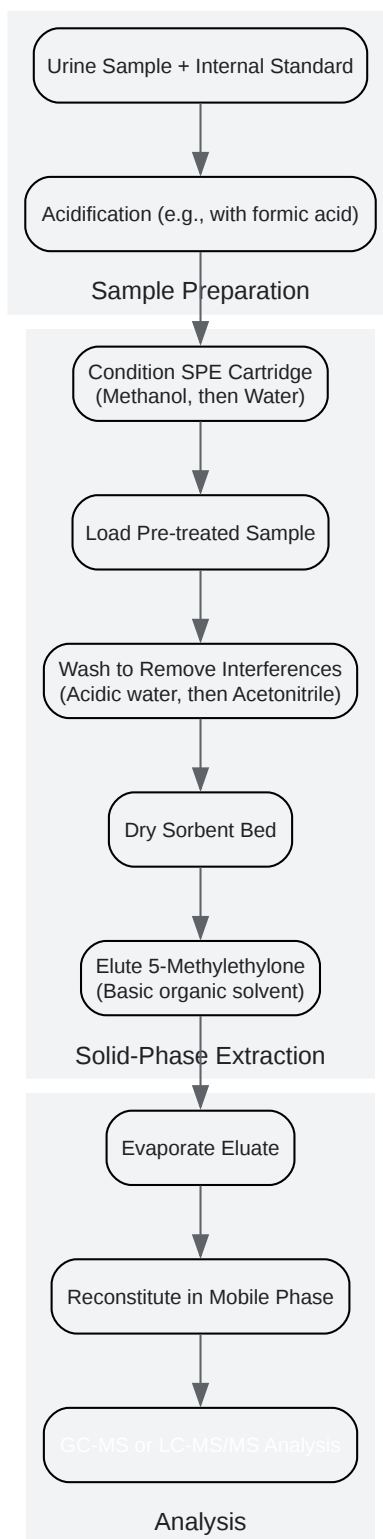 Urine Sample + Internal Standard
Acidification (e.g., with formic acid)
Sample Preparation
Condition SPE Cartridge
(Methanol, then Water)
Load Pre-treated Sample
Wash to Remove Interferences
(Acidic water, then Acetonitrile)
Dry Sorbent Bed
Elute 5-Methylethylone
(Basic organic solvent)
Solid-Phase Extraction
Evaporate Eluate
Reconstitute in Mobile Phase
GC-MS or LC-MS/MS Analysis
Analysis